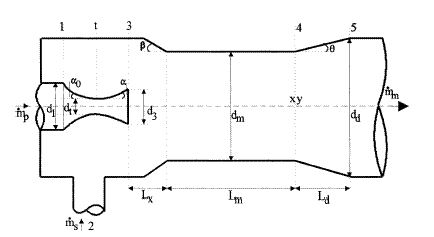 1 t 3 4 5
β θ
α₀ α
ṁp d₁ dt d₃ dm xy dd ṁm
Lx Lm Ld
ṁs 2